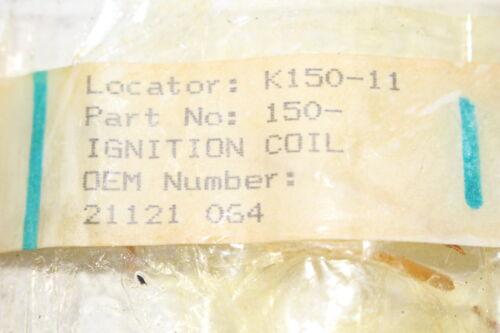 Locator: K150-11
Part No: 150-
IGNITION COIL
OEM Number:
21121 064